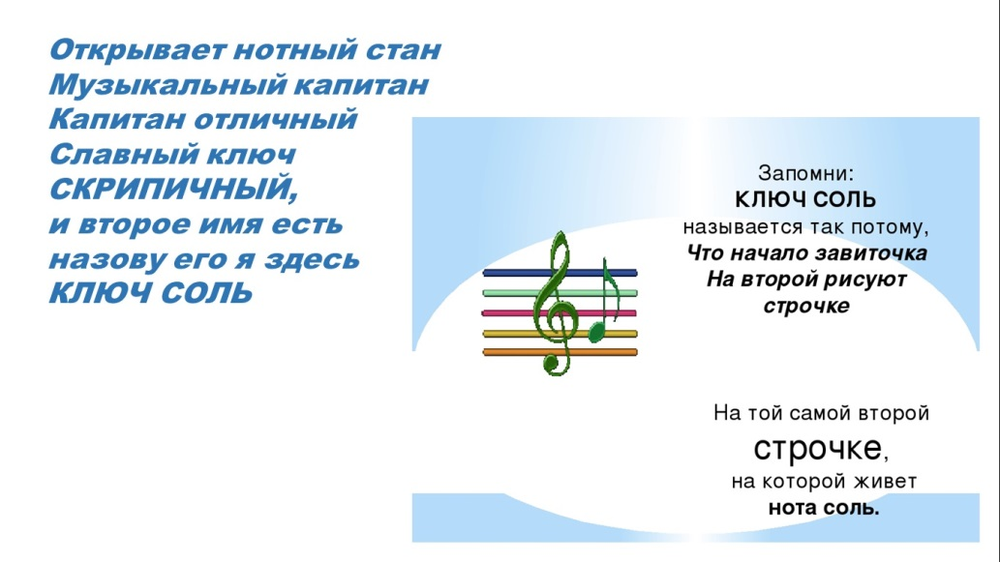 Открывает нотный стан
Музыкальный капитан
Капитан отличный
Славный ключ
СКРИПИЧНЫЙ,
и второе имя есть
назову его я здесь
КЛЮЧ СОЛЬ
Запомни:
КЛЮЧ СОЛЬ
называется так потому,
Что начало завиточка
На второй рисуют
строчке
На той самой второй
строчке,
на которой живет
нота соль.